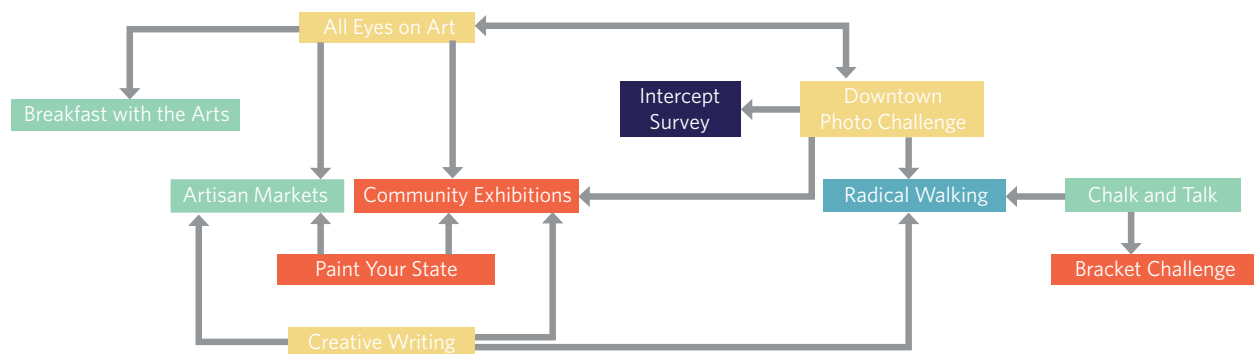 All Eyes on Art
Breakfast with the Arts
Intercept
Survey
Downtown
Photo Challenge
Artisan Markets
Community Exhibitions
Radical Walking
Chalk and Talk
Paint Your State
Bracket Challenge
Creative Writing